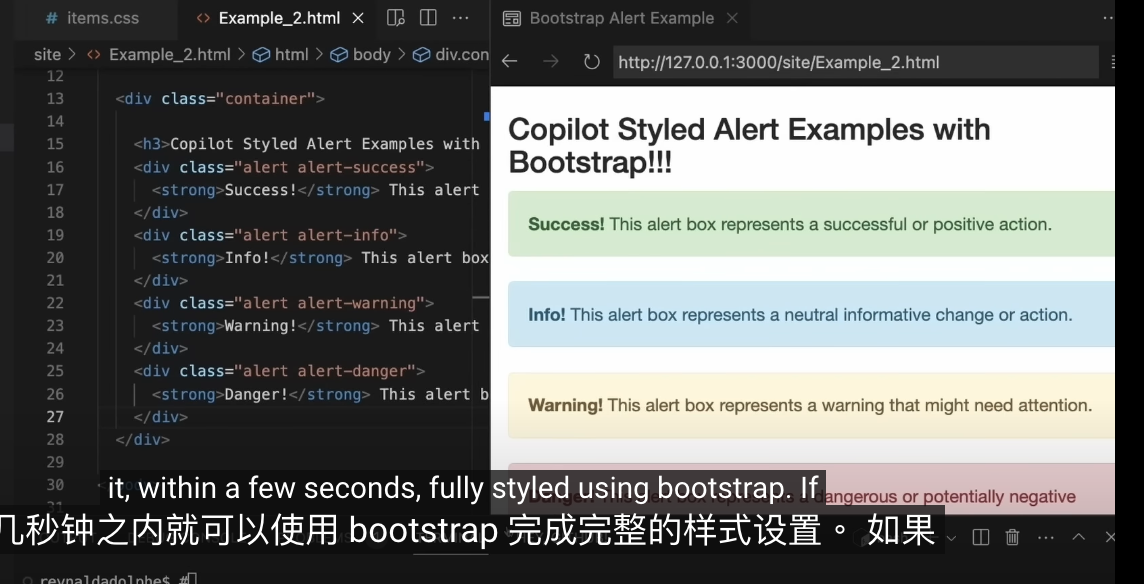 # items.css
<> Example_2.html ×
site > <> Example_2.html > html > body > div.con
12
13 <div class="container">
14
15 <h3>Copilot Styled Alert Examples with
16 <div class="alert alert-success">
17 <strong>Success!</strong> This alert
18 </div>
19 <div class="alert alert-info">
20 <strong>Info!</strong> This alert box
21 </div>
22 <div class="alert alert-warning">
23 <strong>Warning!</strong> This alert
24 </div>
25 <div class="alert alert-danger">
26 <strong>Danger!</strong> This alert b
27 </div>
28 </div>
29
30
31
Bootstrap Alert Example ×
http://127.0.0.1:3000/site/Example_2.html
Copilot Styled Alert Examples with
Bootstrap!!!
Success! This alert box represents a successful or positive action.
Info! This alert box represents a neutral informative change or action.
Warning! This alert box represents a warning that might need attention.
Danger! This alert box represents a dangerous or potentially negative
it, within a few seconds, fully styled using bootstrap. If
几秒钟之内就可以使用 bootstrap 完成完整的样式设置。 如果
reynaldadolphe$ #